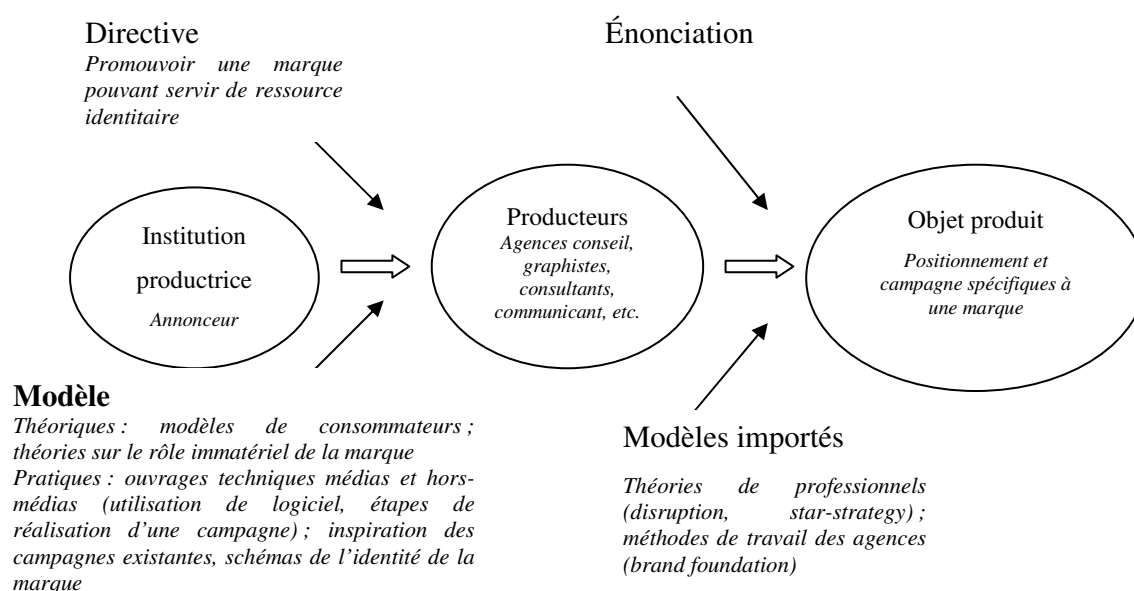 Directive
Promouvoir une marque
pouvant servir de ressource
identitaire
Énonciation
Institution
productrice
Annonceur
Producteurs
Agences conseil,
graphistes,
consultants,
communicant, etc.
Objet produit
Positionnement et
campagne spécifiques à
une marque
Modèle
Théoriques : modèles de consommateurs ;
théories sur le rôle immatériel de la marque
Pratiques : ouvrages techniques médias et hors-
médias (utilisation de logiciel, étapes de
réalisation d'une campagne) ; inspiration des
campagnes existantes, schémas de l'identité de la
marque
Modèles importés
Théories de professionnels
(disruption, star-strategy) ;
méthodes de travail des agences
(brand foundation)